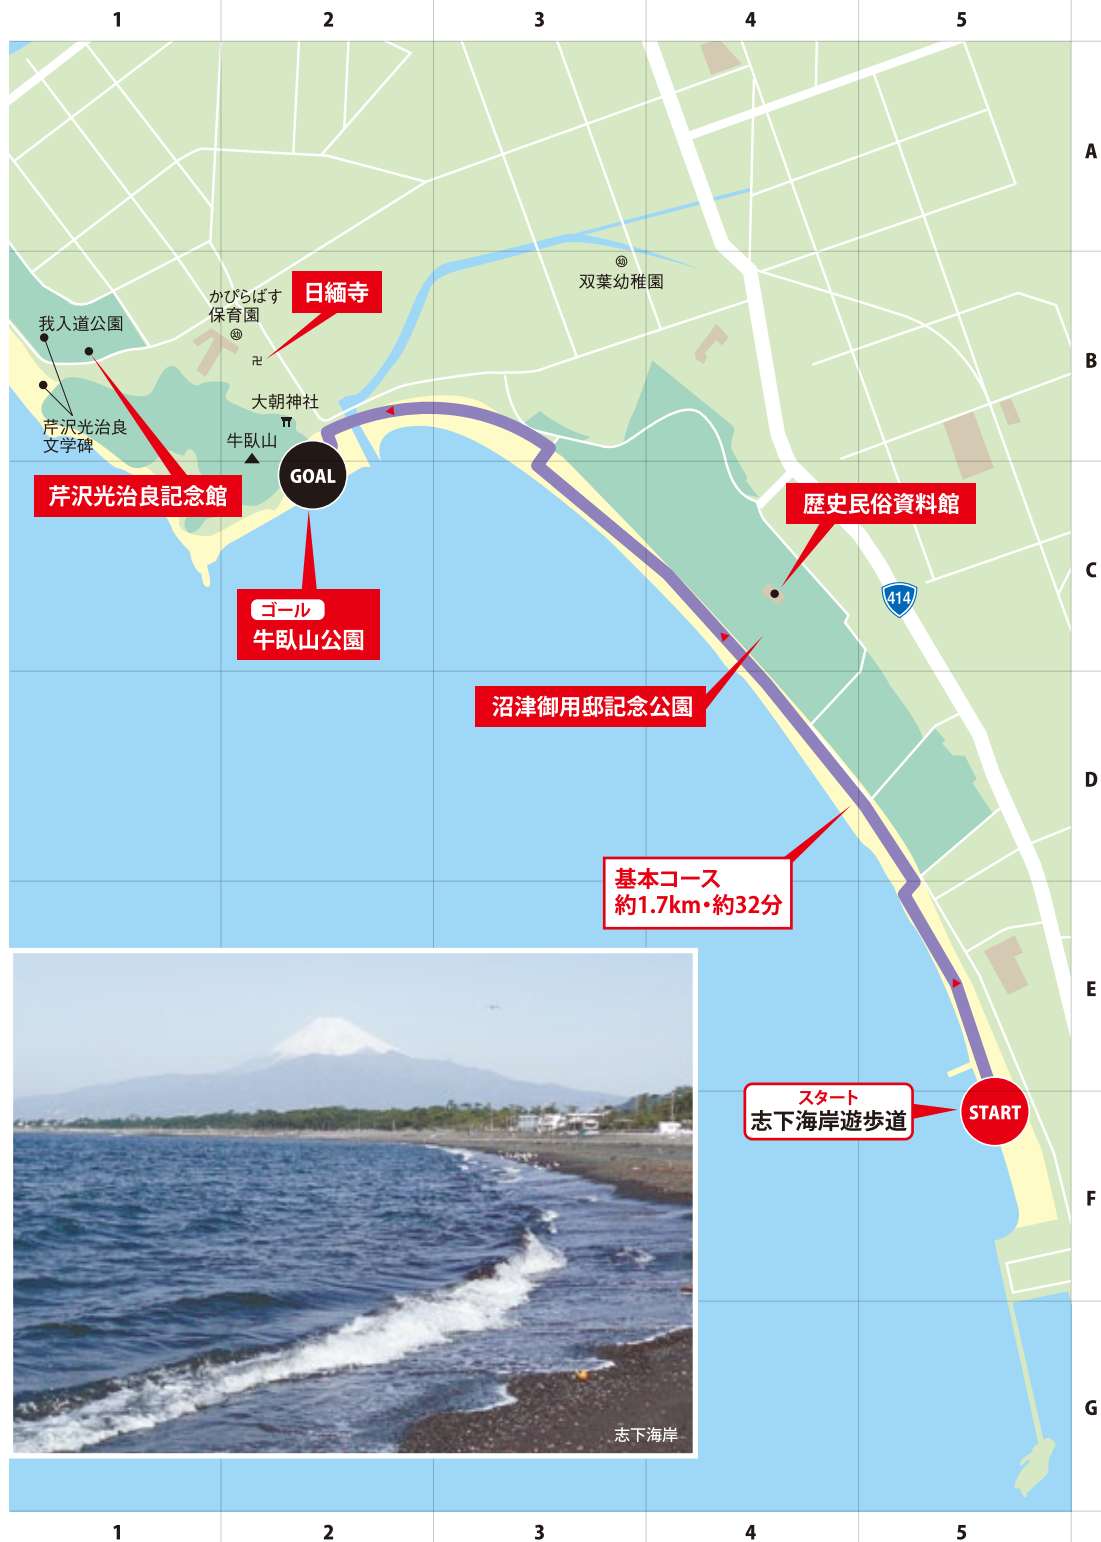 1 2 3 4 5
A
B
C
D
E
F
G
かぴらばす
保育園
幼
日緬寺
卍
双葉幼稚園
幼
我入道公園
芹沢光治良
文学碑
大朝神社
牛臥山
芹沢光治良記念館
GOAL
ゴール
牛臥山公園
歴史民俗資料館
414
沼津御用邸記念公園
基本コース
約1.7km・約32分
スタート
志下海岸遊歩道
START
志下海岸
1 2 3 4 5